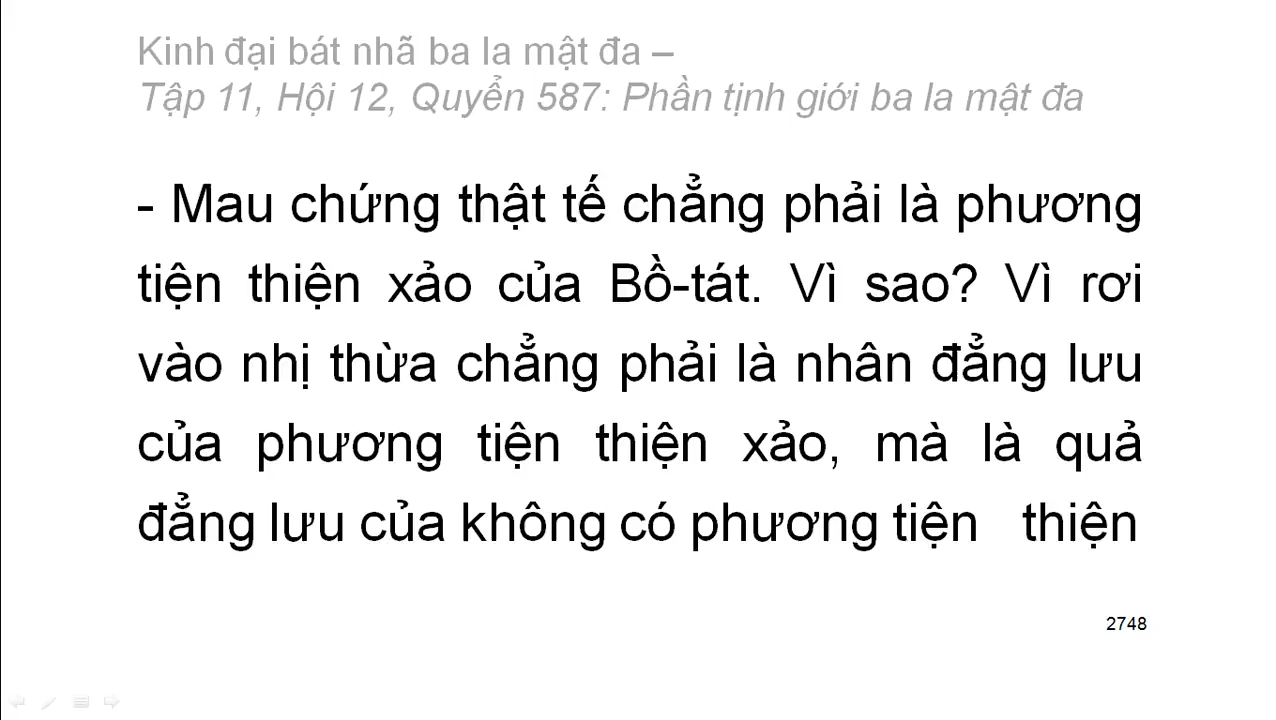 Kinh đại bát nhã ba la mật đa –
Tập 11, Hội 12, Quyển 587: Phần tịnh giới ba la mật đa
- Mau chứng thật tế chẳng phải là phương
tiện thiện xảo của Bồ-tát. Vì sao? Vì rơi
vào nhị thừa chẳng phải là nhân đẳng lưu
của phương tiện thiện xảo, mà là quả
đẳng lưu của không có phương tiện thiện
2748